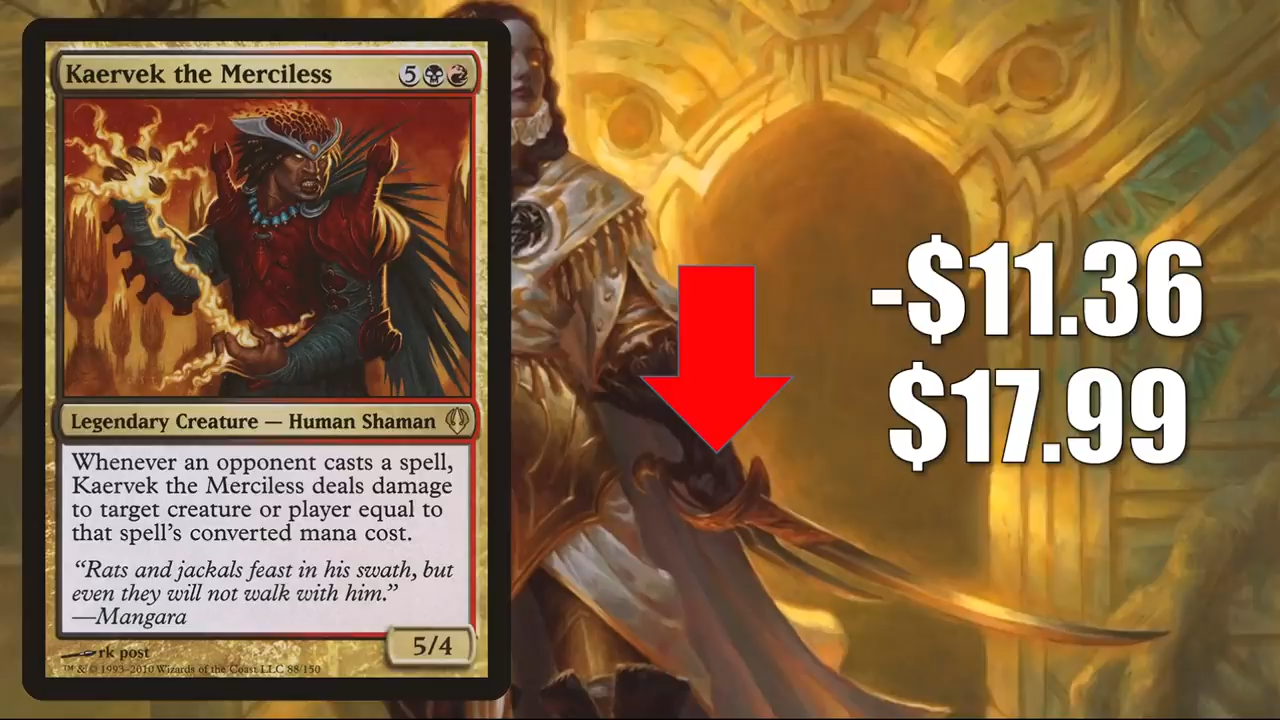 Kaervek the Merciless 5
Legendary Creature — Human Shaman
Whenever an opponent casts a spell,
Kaervek the Merciless deals damage
to target creature or player equal to
that spell's converted mana cost.
“Rats and jackals feast in his swath, but
even they will not walk with him.”
—Mangara
5/4
rk post
™ & © 1993–2010 Wizards of the Coast LLC 88/150
-$11.36
$17.99